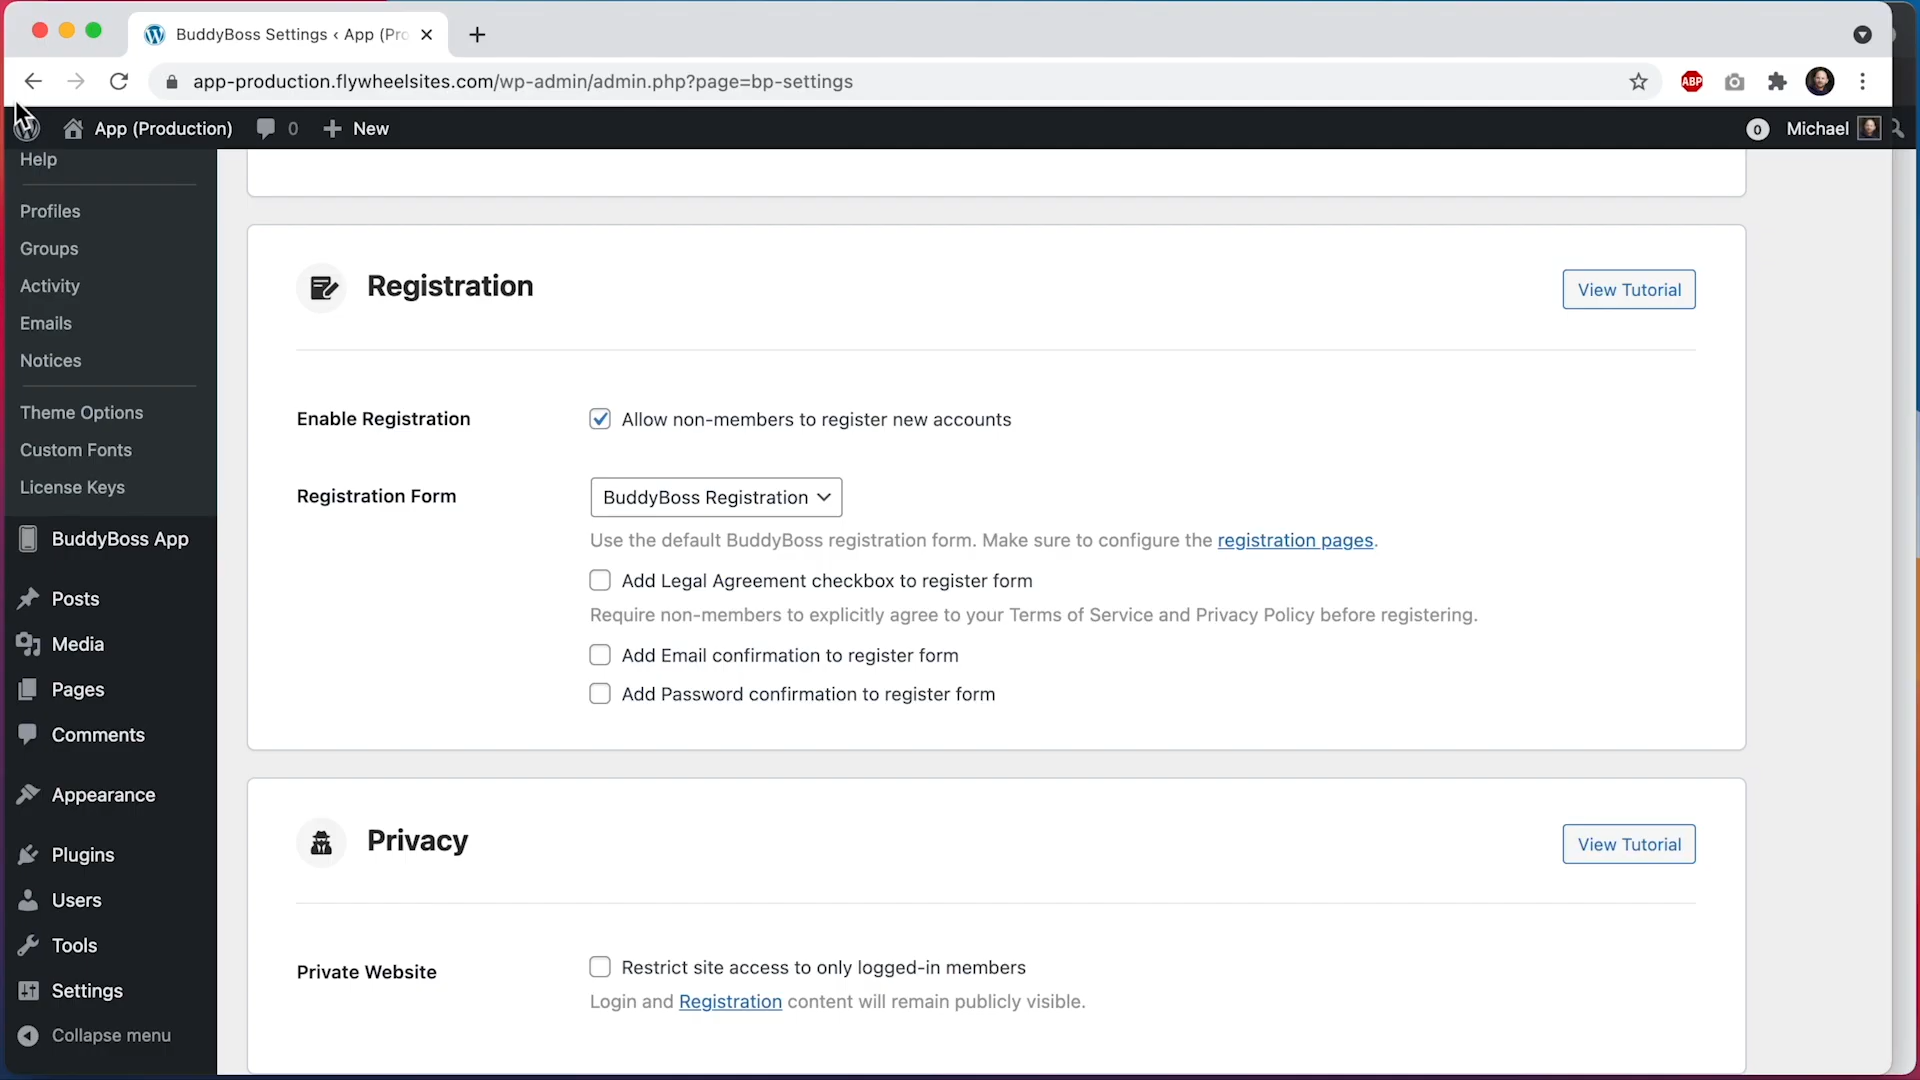 BuddyBoss Settings ‹ App (Pro
app-production.flywheelsites.com/wp-admin/admin.php?page=bp-settings
ABP
App (Production)
0
New
0
Michael
Help
Profiles
Groups
Activity
Emails
Notices
Theme Options
Custom Fonts
License Keys
BuddyBoss App
Posts
Media
Pages
Comments
Appearance
Plugins
Users
Tools
Settings
Collapse menu
Registration
View Tutorial
Enable Registration
Allow non-members to register new accounts
Registration Form
BuddyBoss Registration
Use the default BuddyBoss registration form. Make sure to configure the registration pages.
Add Legal Agreement checkbox to register form
Require non-members to explicitly agree to your Terms of Service and Privacy Policy before registering.
Add Email confirmation to register form
Add Password confirmation to register form
Privacy
View Tutorial
Private Website
Restrict site access to only logged-in members
Login and Registration content will remain publicly visible.